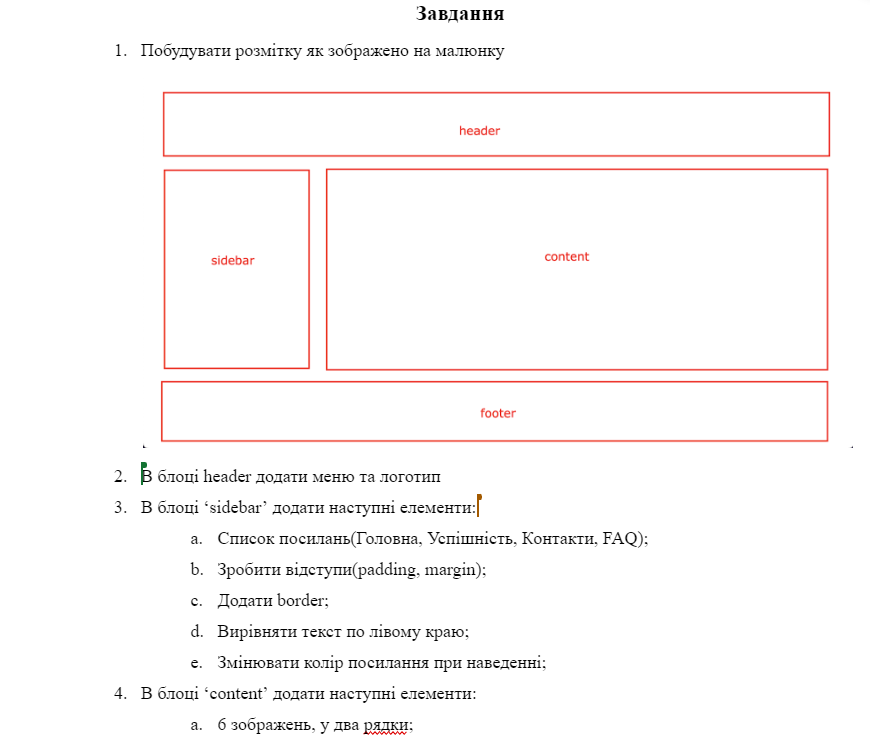 Завдання
1. Побудувати розмітку як зображено на малюнку
header
sidebar
content
footer
2. В блоці header додати меню та логотип
3. В блоці ‘sidebar’ додати наступні елементи:
a. Список посилань(Головна, Успішність, Контакти, FAQ);
b. Зробити відступи(padding, margin);
c. Додати border;
d. Вирівняти текст по лівому краю;
e. Змінювати колір посилання при наведенні;
4. В блоці ‘content’ додати наступні елементи:
a. 6 зображень, у два рядки;